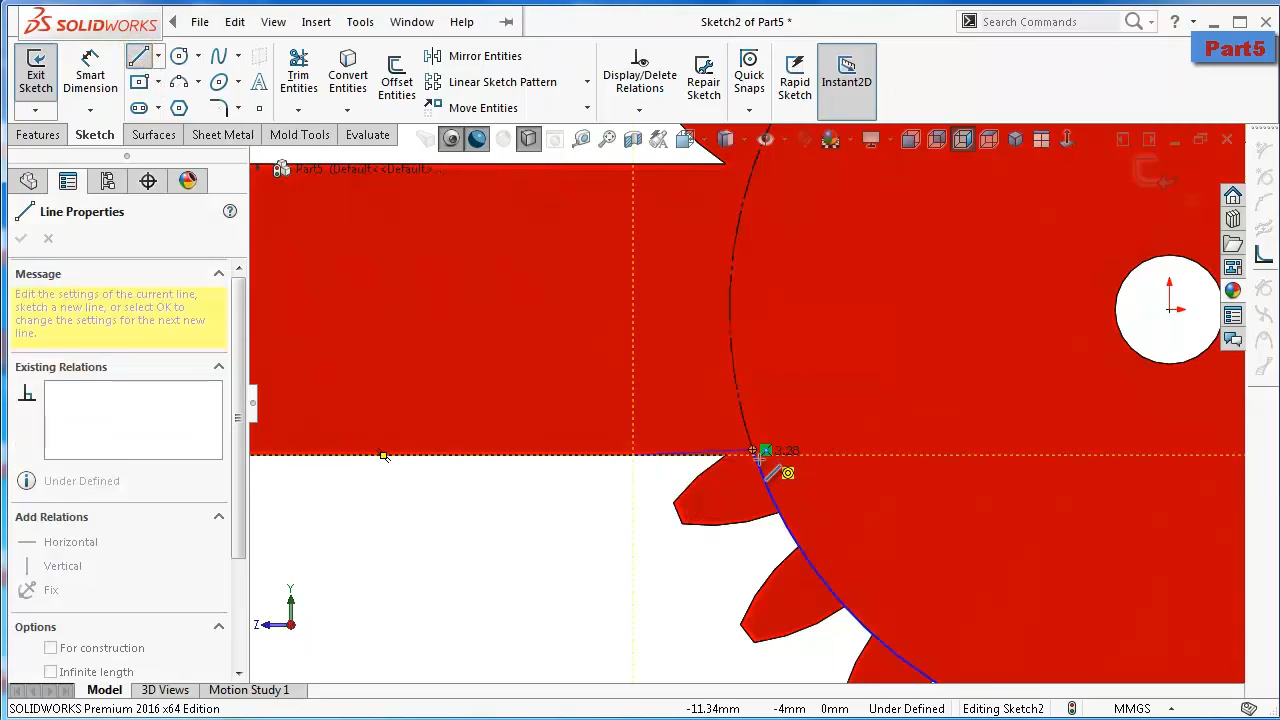 SOLIDWORKS
File Edit View Insert Tools Window Help
Sketch2 of Part5 *
Search Commands
?
Part5
Exit Sketch
Smart Dimension
Trim Entities
Convert Entities
Offset Entities
Mirror Entities
Linear Sketch Pattern
Move Entities
Display/Delete Relations
Repair Sketch
Quick Snaps
Rapid Sketch
Instant2D
Features Sketch Surfaces Sheet Metal Mold Tools Evaluate
Part5 (Default<<Default>...
Line Properties
?
Message
Edit the settings of the current line,
sketch a new line, or select OK to
change the settings for the next new
line.
Existing Relations
Under Defined
Add Relations
Horizontal
Vertical
Fix
Options
For construction
Infinite length
3.38
Y
Z
Model 3D Views Motion Study 1
SOLIDWORKS Premium 2016 x64 Edition
-11.34mm -4mm 0mm Under Defined Editing Sketch2 MMGS